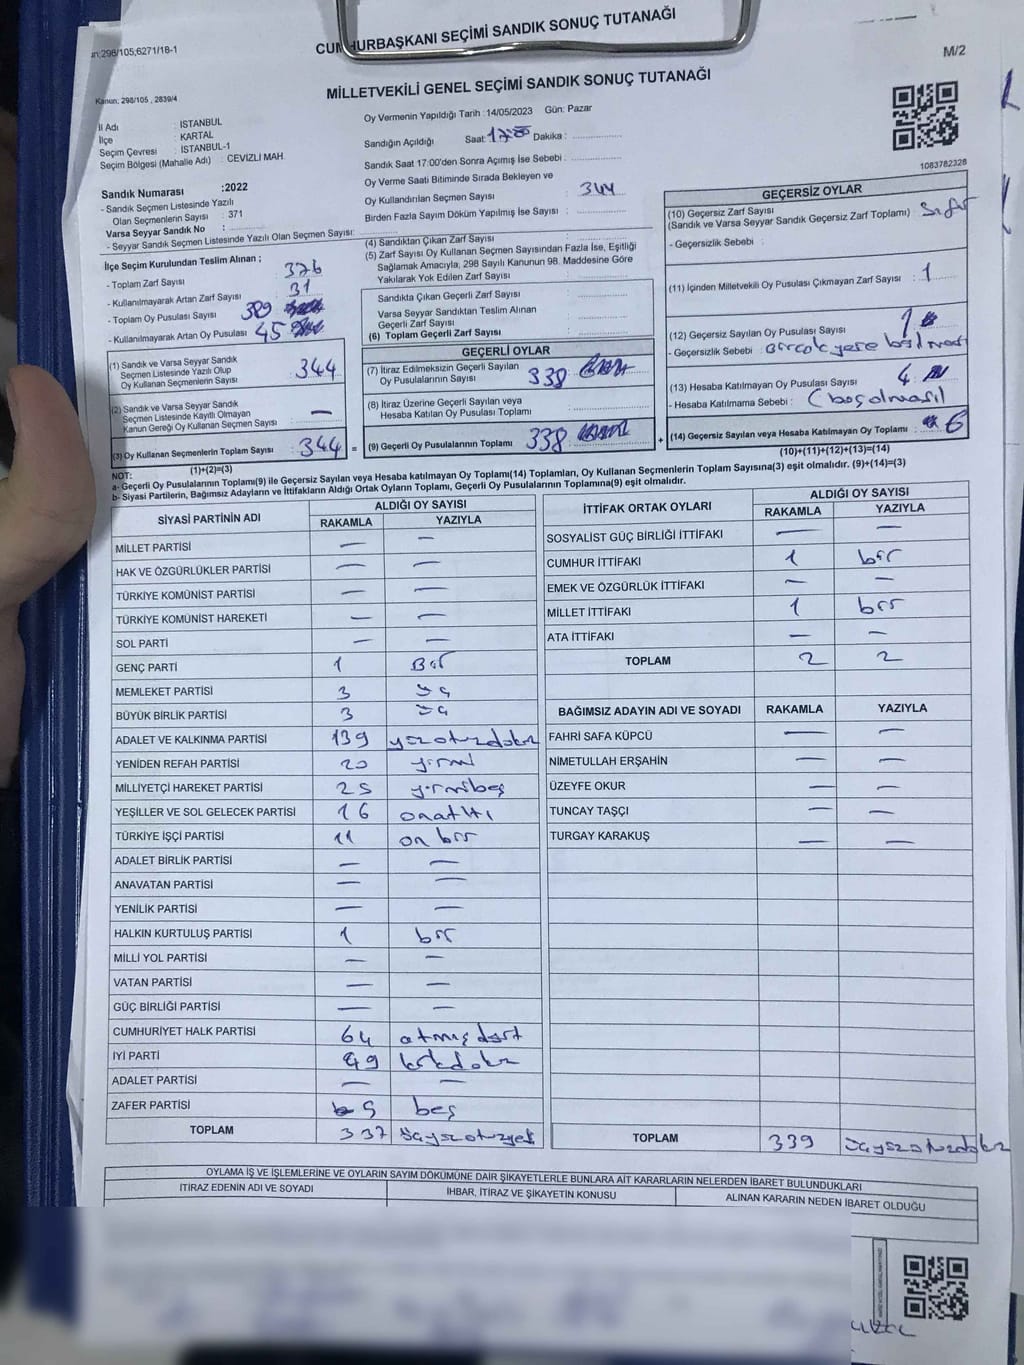 CUMHURBAŞKANI SEÇİMİ SANDIK SONUÇ TUTANAĞI
298/105,6271/18-1
M/2
MİLLETVEKİLİ GENEL SEÇİMİ SANDIK SONUÇ TUTANAĞI
Kanun: 298/105 , 2839/4
İl Adı : İSTANBUL
İlçe : KARTAL
Seçim Çevresi : İSTANBUL-1
Seçim Bölgesi (Mahalle Adı) : CEVİZLİ MAH.
Oy Vermenin Yapıldığı Tarih :14/05/2023 Gün: Pazar
Sandığın Açıldığı Saat: Dakika :
Sandık Saat 17:00'den Sonra Açımış İse Sebebi :
Oy Verme Saati Bitiminde Sırada Bekleyen ve
Oy Kullandırılan Seçmen Sayısı : 344
Birden Fazla Sayım Döküm Yapılmış İse Sayısı :
1083782328
Sandık Numarası :2022
- Sandık Seçmen Listesinde Yazılı
Olan Seçmenlerin Sayısı : 371
Varsa Seyyar Sandık No :
- Seyyar Sandık Seçmen Listesinde Yazılı Olan Seçmen Sayısı:
İlçe Seçim Kurulundan Teslim Alınan ;
- Toplam Zarf Sayısı : 376
- Kullanılmayarak Artan Zarf Sayısı : 31
- Toplam Oy Pusulası Sayısı : 389
- Kullanılmayarak Artan Oy Pusulası : 45
(1) Sandık ve Varsa Seyyar Sandık
Seçmen Listesinde Yazılı Olup
Oy Kullanan Seçmenlerin Sayısı : 344
(2) Sandık ve Varsa Seyyar Sandık
Seçmen Listesinde Kayıtlı Olmayan
Kanun Gereği Oy Kullanan Seçmen Sayısı : —
(3) Oy Kullanan Seçmenlerin Toplam Sayısı : 344 =
(1)+(2)=(3)
(4) Sandıktan Çıkan Zarf Sayısı :
(5) Zarf Sayısı Oy Kullanan Seçmen Sayısından Fazla İse, Eşitliği
Sağlamak Amacıyla, 298 Sayılı Kanunun 98. Maddesine Göre
Yakılarak Yok Edilen Zarf Sayısı :
Sandıkta Çıkan Geçerli Zarf Sayısı :
Varsa Seyyar Sandıktan Teslim Alınan
Geçerli Zarf Sayısı :
(6) Toplam Geçerli Zarf Sayısı :
GEÇERLİ OYLAR
(7) İtiraz Edilmeksizin Geçerli Sayılan
Oy Pusulalarının Sayısı : 338
(8) İtiraz Üzerine Geçerli Sayılan veya
Hesaba Katılan Oy Pusulası Toplamı :
(9) Geçerli Oy Pusulalarının Toplamı : 338 +
GEÇERSİZ OYLAR
(10) Geçersiz Zarf Sayısı
(Sandık ve Varsa Seyyar Sandık Geçersiz Zarf Toplamı) : Sıfır
- Geçersizlik Sebebi :
(11) İçinden Milletvekili Oy Pusulası Çıkmayan Zarf Sayısı : 1
(12) Geçersiz Sayılan Oy Pusulası Sayısı : 1
- Geçersizlik Sebebi : Birçok yere
(13) Hesaba Katılmayan Oy Pusulası Sayısı : 4
- Hesaba Katılmama Sebebi : (boş olması)
(14) Geçersiz Sayılan veya Hesaba Katılmayan Oy Toplamı : 6
(10)+(11)+(12)+(13)=(14)
NOT:
a- Geçerli Oy Pusulalarının Toplamı(9) ile Geçersiz Sayılan veya Hesaba katılmayan Oy Toplamı(14) Toplamları, Oy Kullanan Seçmenlerin Toplam Sayısına(3) eşit olmalıdır. (9)+(14)=(3)
b- Siyasi Partilerin, Bağımsız Adayların ve İttifakların Aldığı Ortak Oyların Toplamı, Geçerli Oy Pusulalarının Toplamına(9) eşit olmalıdır.
SİYASİ PARTİNİN ADI ALDIĞI OY SAYISI
RAKAMLA YAZIYLA
MİLLET PARTİSİ — —
HAK VE ÖZGÜRLÜKLER PARTİSİ — —
TÜRKİYE KOMÜNİST PARTİSİ — —
TÜRKİYE KOMÜNİST HAREKETİ — —
SOL PARTİ — —
GENÇ PARTİ 1 Bir
MEMLEKET PARTİSİ 3 üç
BÜYÜK BİRLİK PARTİSİ 3 üç
ADALET VE KALKINMA PARTİSİ 139 yüzotuzdokuz
YENİDEN REFAH PARTİSİ 20 yirmi
MİLLİYETÇİ HAREKET PARTİSİ 25 yirmibeş
YEŞİLLER VE SOL GELECEK PARTİSİ 16 onaltı
TÜRKİYE İŞÇİ PARTİSİ 11 on bir
ADALET BİRLİK PARTİSİ — —
ANAVATAN PARTİSİ — —
YENİLİK PARTİSİ — —
HALKIN KURTULUŞ PARTİSİ 1 bir
MİLLİ YOL PARTİSİ — —
VATAN PARTİSİ — —
GÜÇ BİRLİĞİ PARTİSİ — —
CUMHURİYET HALK PARTİSİ 64 atmışdört
İYİ PARTİ 49 kırkdokuz
ADALET PARTİSİ — —
ZAFER PARTİSİ 5 beş
TOPLAM 337 üçyüzotuzyedi
İTTİFAK ORTAK OYLARI ALDIĞI OY SAYISI
RAKAMLA YAZIYLA
SOSYALİST GÜÇ BİRLİĞİ İTTİFAKI — —
CUMHUR İTTİFAKI 1 bir
EMEK VE ÖZGÜRLÜK İTTİFAKI — —
MİLLET İTTİFAKI 1 bir
ATA İTTİFAKI — —
TOPLAM 2 2
BAĞIMSIZ ADAYIN ADI VE SOYADI RAKAMLA YAZIYLA
FAHRİ SAFA KÜPCÜ — —
NİMETULLAH ERŞAHİN — —
ÜZEYFE OKUR — —
TUNCAY TAŞÇI — —
TURGAY KARAKUŞ — —
TOPLAM 339 üçyüzotuzdokuz
OYLAMA İŞ VE İŞLEMLERİNE VE OYLARIN SAYIM DÖKÜMÜNE DAİR ŞİKAYETLERLE BUNLARA AİT KARARLARIN NELERDEN İBARET BULUNDUKLARI
İTİRAZ EDENİN ADI VE SOYADI İHBAR, İTİRAZ VE ŞİKAYETİN KONUSU ALINAN KARARIN NEDEN İBARET OLDUĞU